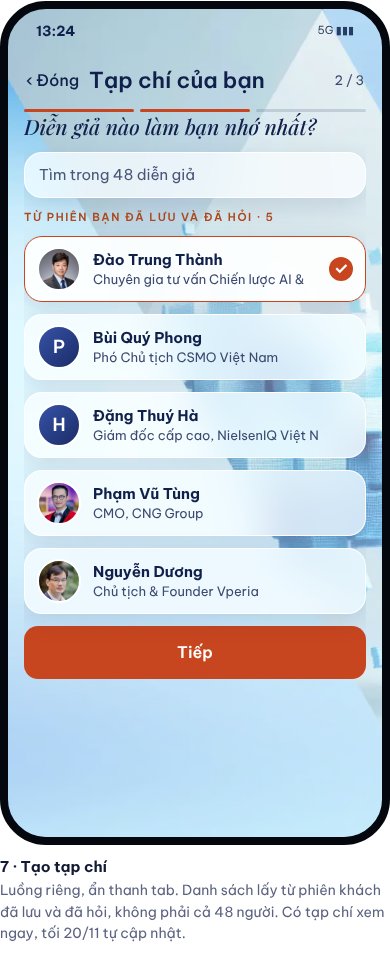 13:24
5G
‹ Đóng Tạp chí của bạn 2 / 3
Diễn giả nào làm bạn nhớ nhất?
Tìm trong 48 diễn giả
TỪ PHIÊN BẠN ĐÃ LƯU VÀ ĐÃ HỎI · 5
Đào Trung Thành
Chuyên gia tư vấn Chiến lược AI &
P
Bùi Quý Phong
Phó Chủ tịch CSMO Việt Nam
H
Đặng Thuý Hà
Giám đốc cấp cao, NielsenIQ Việt N
Phạm Vũ Tùng
CMO, CNG Group
Nguyễn Dương
Chủ tịch & Founder Vperia
Tiếp
7 · Tạo tạp chí
Luồng riêng, ẩn thanh tab. Danh sách lấy từ phiên khách
đã lưu và đã hỏi, không phải cả 48 người. Có tạp chí xem
ngay, tối 20/11 tự cập nhật.